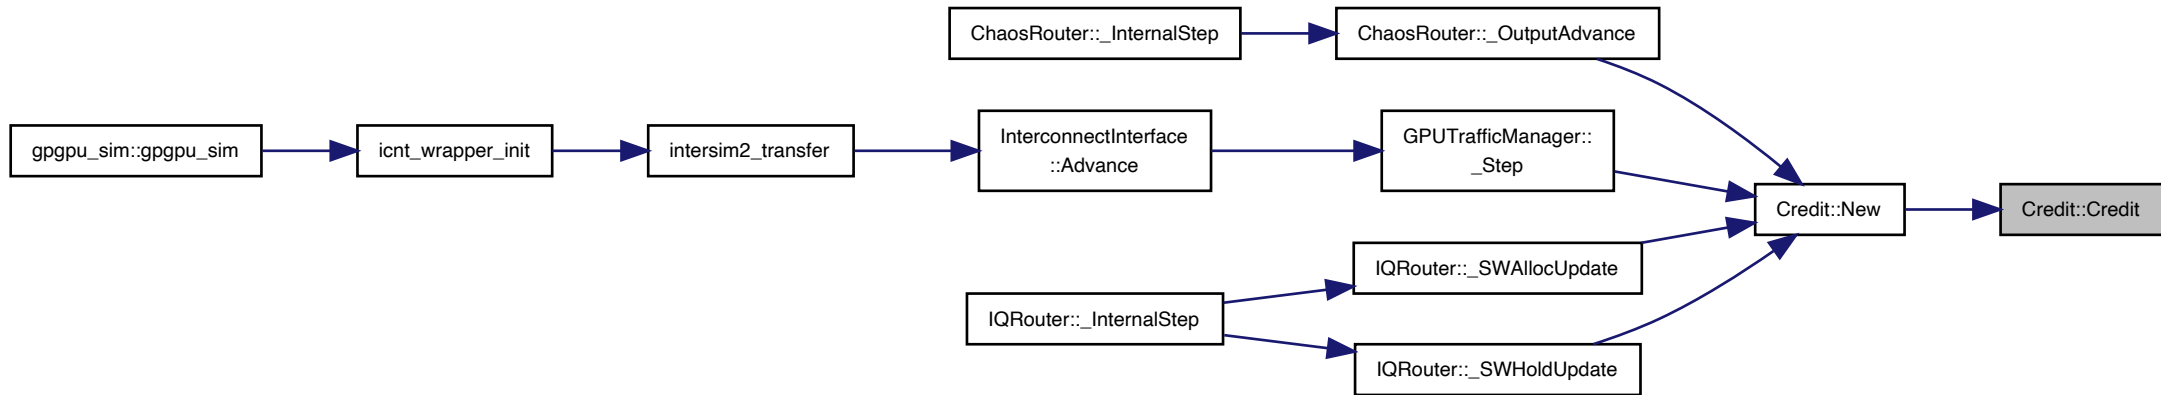 ChaosRouter::_InternalStep
ChaosRouter::_OutputAdvance
gpgpu_sim::gpgpu_sim
icnt_wrapper_init
intersim2_transfer
InterconnectInterface
::Advance
GPUTrafficManager::
_Step
Credit::New
Credit::Credit
IQRouter::_SWAllocUpdate
IQRouter::_InternalStep
IQRouter::_SWHoldUpdate